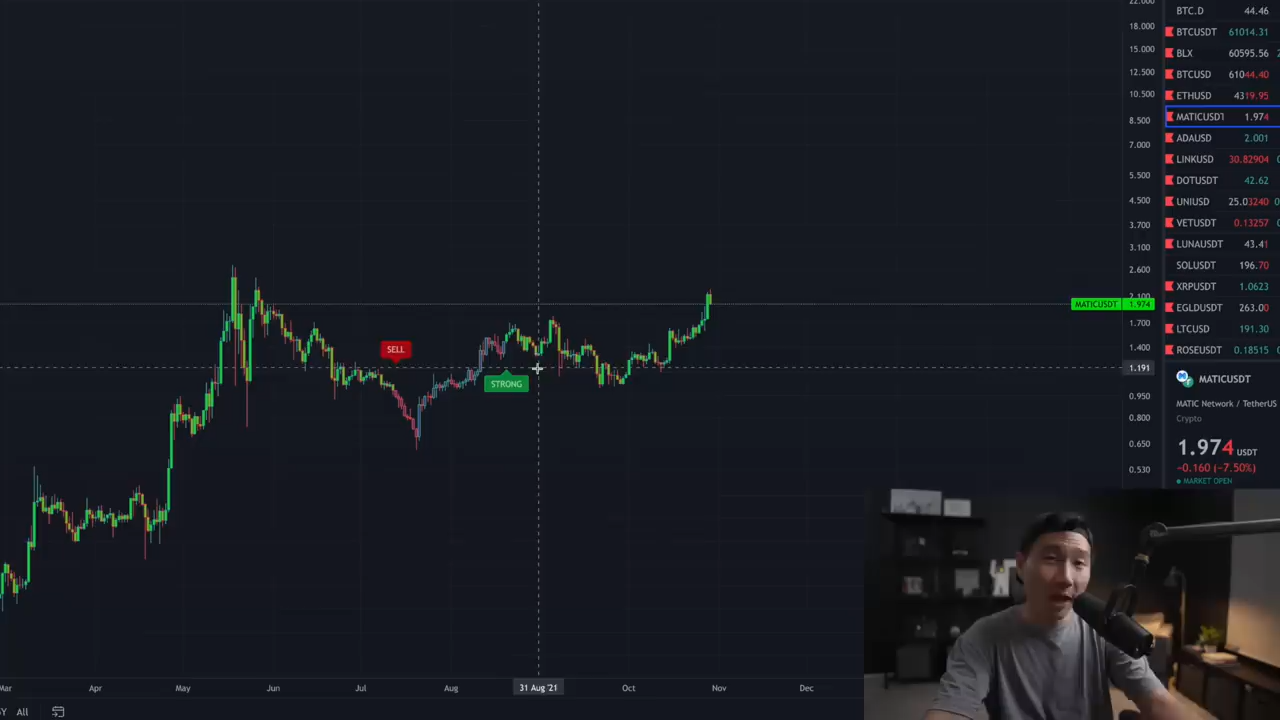 22.000
18.000
15.000
12.500
10.500
8.500
7.000
5.500
4.500
3.700
3.100
2.600
2.100
1.700
1.400
0.950
0.800
0.650
0.530
MATICUSDT 1.974
1.191
SELL
STRONG
Mar Apr May Jun Jul Aug 31 Aug '21 Oct Nov Dec
5Y All
BTC.D 44.46
BTCUSDT 61014.31
BLX 60595.56
BTCUSD 61044.40
ETHUSD 4319.95
MATICUSDT 1.974
ADAUSD 2.001
LINKUSD 30.82904
DOTUSDT 42.62
UNIUSD 25.03240
VETUSDT 0.13257
LUNAUSDT 43.41
SOLUSDT 196.70
XRPUSDT 1.0623
EGLDUSDT 263.00
LTCUSD 191.30
ROSEUSDT 0.18515
MATICUSDT
MATIC Network / TetherUS
Crypto
1.974 USDT
−0.160 (−7.50%)
MARKET OPEN